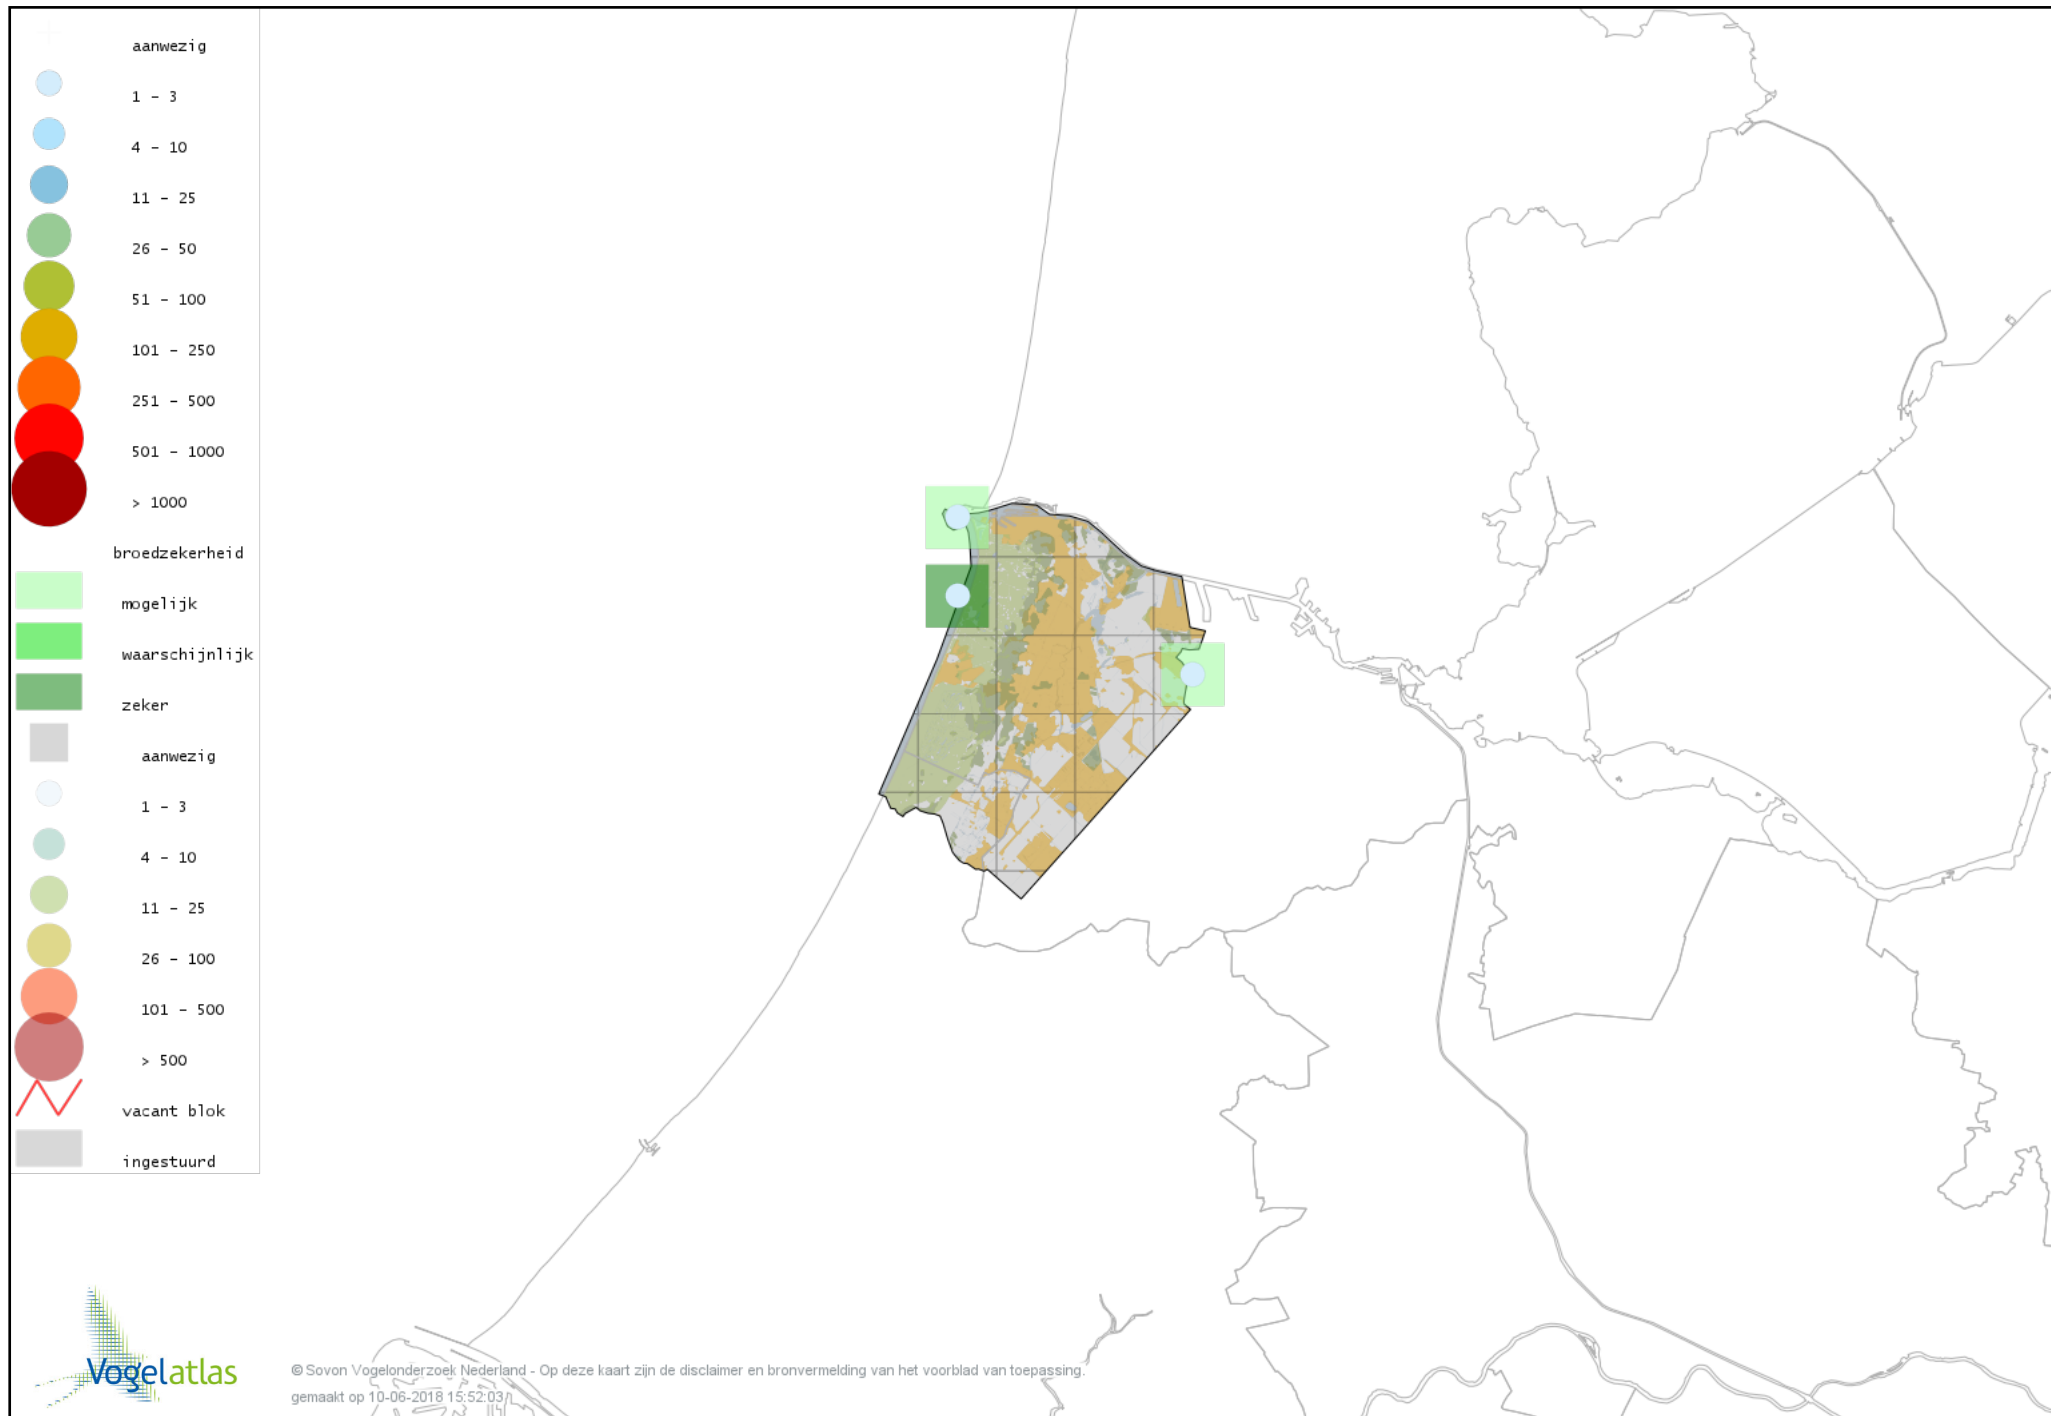 aanwezig
1 - 3
4 - 10
11 - 25
26 - 50
51 - 100
101 - 250
251 - 500
501 - 1000
> 1000
broedzekerheid
mogelijk
waarschijnlijk
zeker
aanwezig
1 - 3
4 - 10
11 - 25
26 - 100
101 - 500
> 500
vacant blok
ingestuurd
Vogelatlas
© Sovon Vogelonderzoek Nederland - Op deze kaart zijn de disclaimer en bronvermelding van het voorblad van toepassing.
gemaakt op 10-06-2018 15:52:03